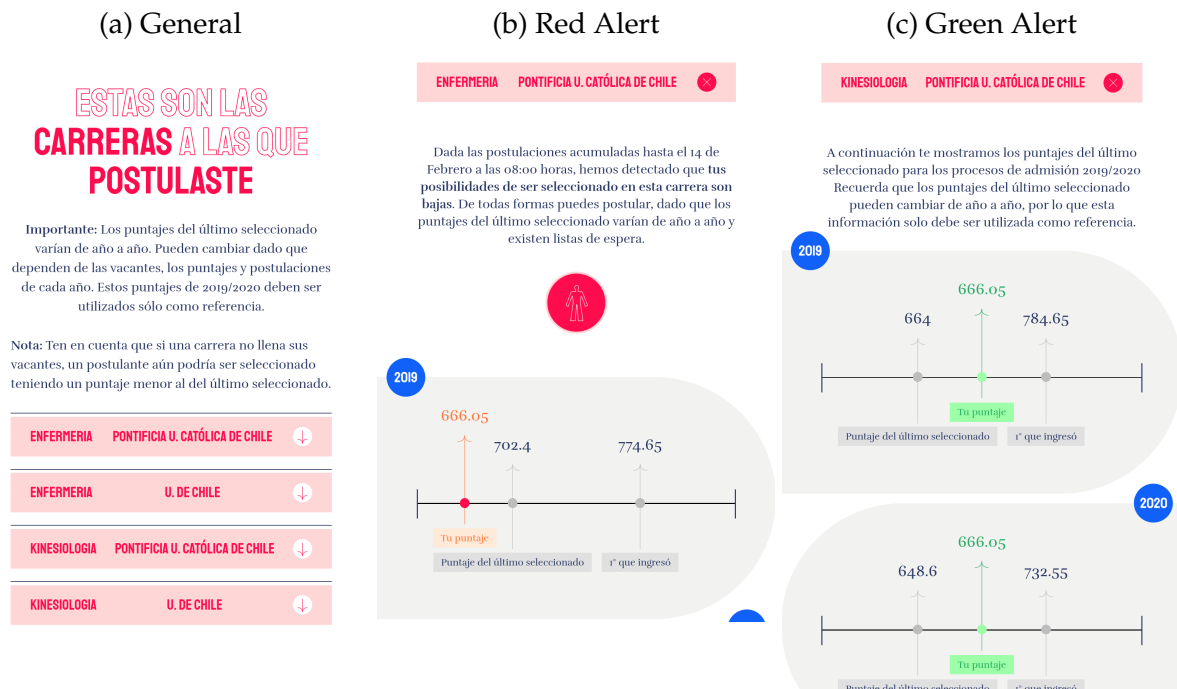 (a) General
ESTAS SON LAS
CARRERAS A LAS QUE
POSTULASTE
Importante: Los puntajes del último seleccionado
varían de año a año. Pueden cambiar dado que
dependen de las vacantes, los puntajes y postulaciones
de cada año. Estos puntajes de 2019/2020 deben ser
utilizados sólo como referencia.
Nota: Ten en cuenta que si una carrera no llena sus
vacantes, un postulante aún podría ser seleccionado
teniendo un puntaje menor al del último seleccionado.
ENFERMERIA PONTIFICIA U. CATÓLICA DE CHILE
ENFERMERIA U. DE CHILE
KINESIOLOGIA PONTIFICIA U. CATÓLICA DE CHILE
KINESIOLOGIA U. DE CHILE
(b) Red Alert
ENFERMERIA PONTIFICIA U. CATÓLICA DE CHILE
Dada las postulaciones acumuladas hasta el 14 de
Febrero a las 08:00 horas, hemos detectado que tus
posibilidades de ser seleccionado en esta carrera son
bajas. De todas formas puedes postular, dado que los
puntajes del último seleccionado varían de año a año y
existen listas de espera.
2019
666.05
702.4 774.65
Tu puntaje
Puntaje del último seleccionado 1º que ingresó
(c) Green Alert
KINESIOLOGIA PONTIFICIA U. CATÓLICA DE CHILE
A continuación te mostramos los puntajes del último
seleccionado para los procesos de admisión 2019/2020
Recuerda que los puntajes del último seleccionado
pueden cambiar de año a año, por lo que esta
información solo debe ser utilizada como referencia.
2019
666.05
664 784.65
Tu puntaje
Puntaje del último seleccionado 1º que ingresó
2020
666.05
648.6 732.55
Tu puntaje
Puntaje del último seleccionado 1º que ingresó